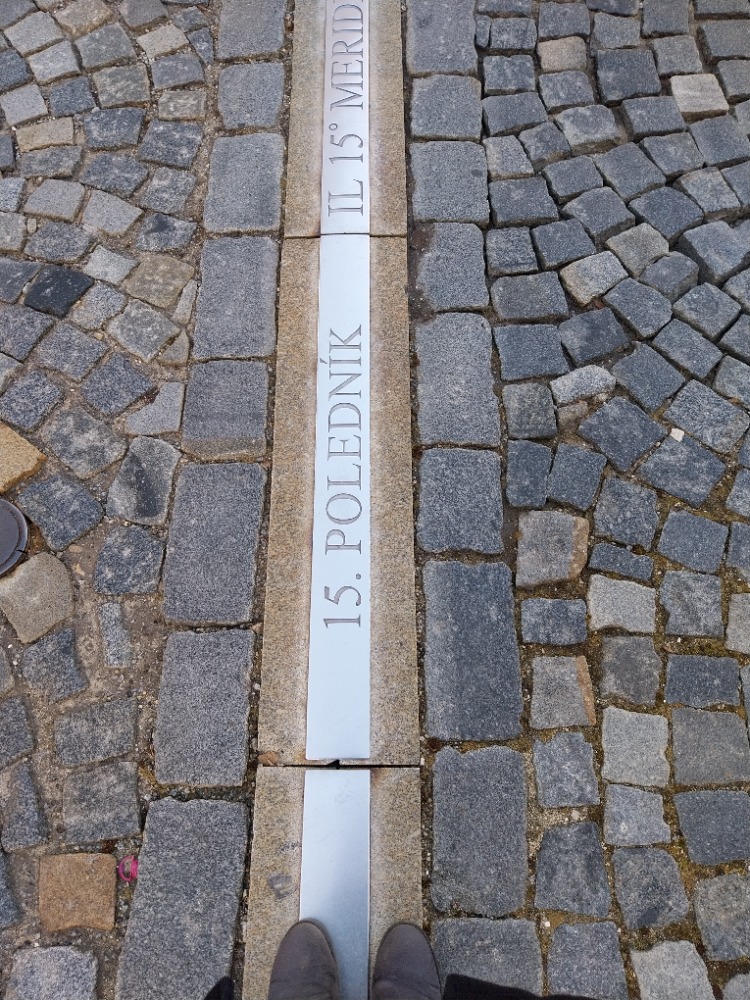 15. POLEDNÍK
IL 15° MERID